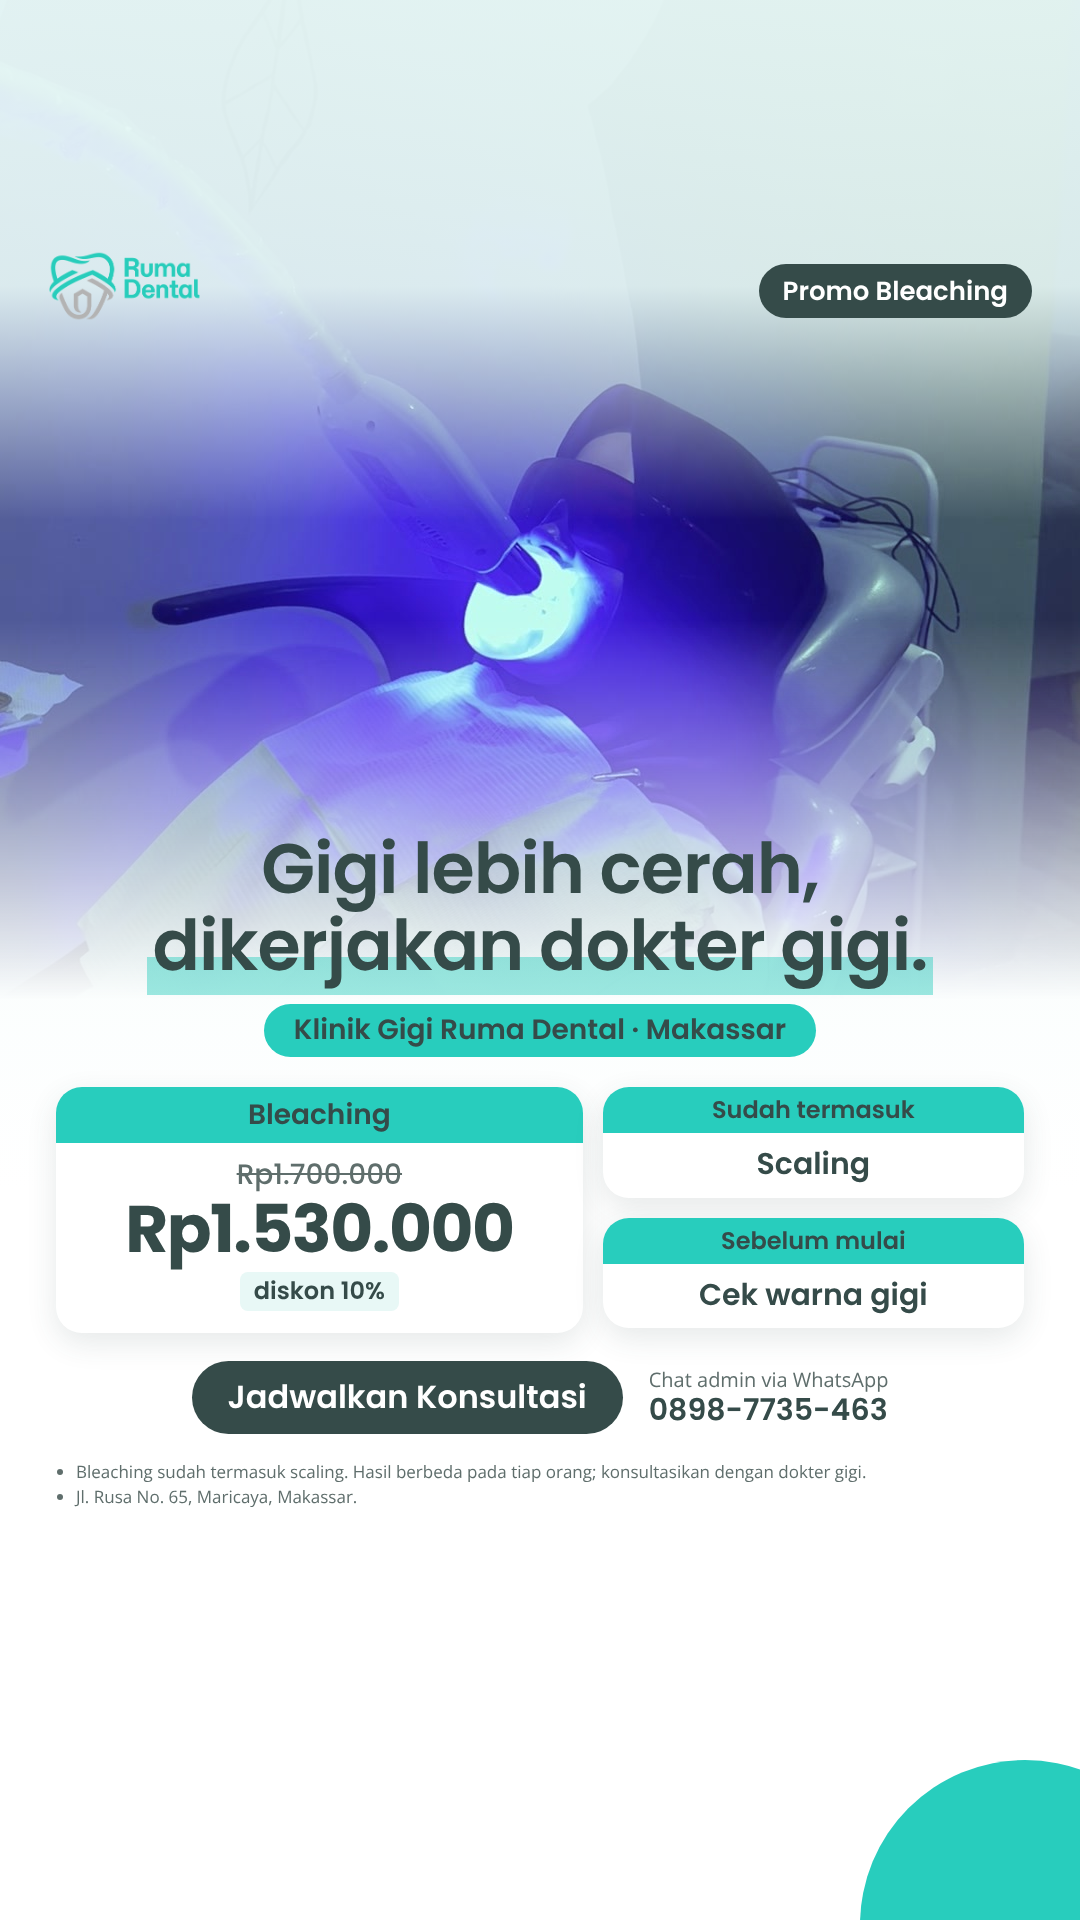 Ruma
Dental
Promo Bleaching
Gigi lebih cerah,
dikerjakan dokter gigi.
Klinik Gigi Ruma Dental · Makassar
Bleaching
Rp1.700.000
Rp1.530.000
diskon 10%
Sudah termasuk
Scaling
Sebelum mulai
Cek warna gigi
Jadwalkan Konsultasi
Chat admin via WhatsApp
0898-7735-463
• Bleaching sudah termasuk scaling. Hasil berbeda pada tiap orang; konsultasikan dengan dokter gigi.
• Jl. Rusa No. 65, Maricaya, Makassar.